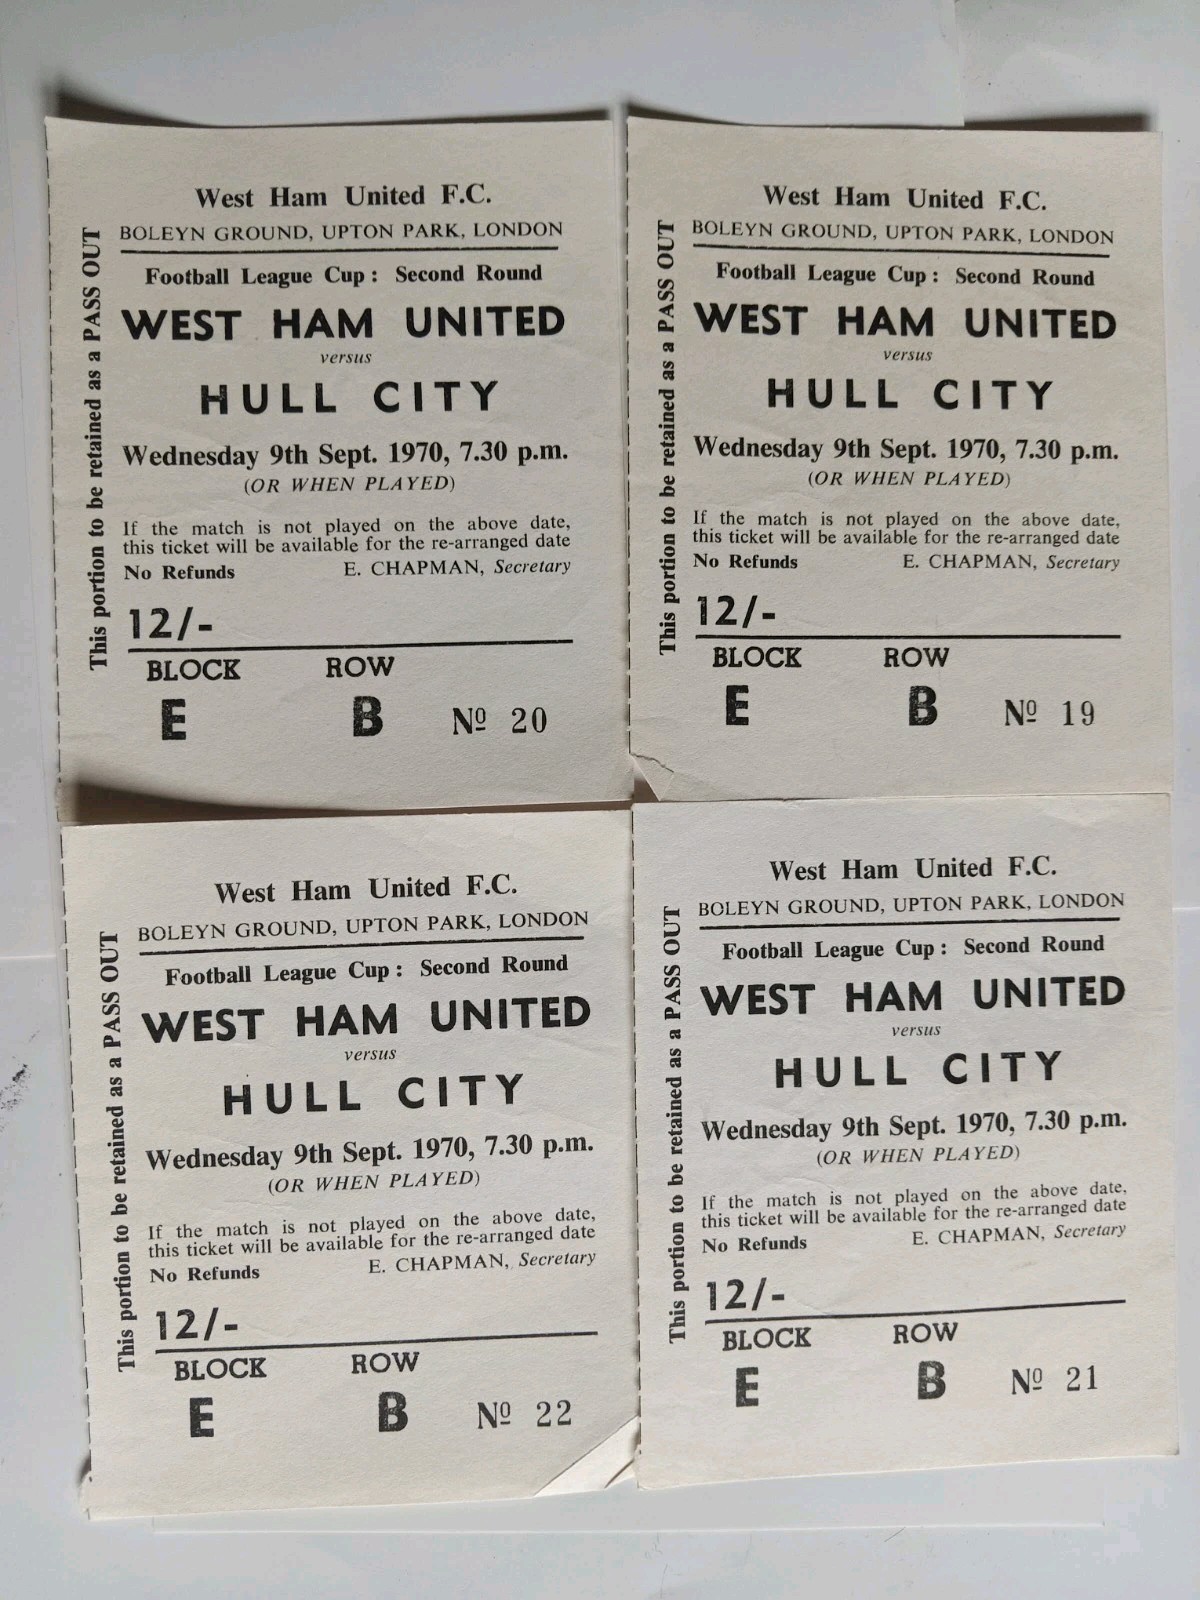 This portion to be retained as a PASS OUT
West Ham United F.C.
BOLEYN GROUND, UPTON PARK, LONDON
Football League Cup : Second Round
WEST HAM UNITED
versus
HULL CITY
Wednesday 9th Sept. 1970, 7.30 p.m.
(OR WHEN PLAYED)
If the match is not played on the above date,
this ticket will be available for the re-arranged date
No Refunds E. CHAPMAN, Secretary
12/-
BLOCK ROW
E B Nº 20
This portion to be retained as a PASS OUT
West Ham United F.C.
BOLEYN GROUND, UPTON PARK, LONDON
Football League Cup : Second Round
WEST HAM UNITED
versus
HULL CITY
Wednesday 9th Sept. 1970, 7.30 p.m.
(OR WHEN PLAYED)
If the match is not played on the above date,
this ticket will be available for the re-arranged date
No Refunds E. CHAPMAN, Secretary
12/-
BLOCK ROW
E B Nº 19
This portion to be retained as a PASS OUT
West Ham United F.C.
BOLEYN GROUND, UPTON PARK, LONDON
Football League Cup : Second Round
WEST HAM UNITED
versus
HULL CITY
Wednesday 9th Sept. 1970, 7.30 p.m.
(OR WHEN PLAYED)
If the match is not played on the above date,
this ticket will be available for the re-arranged date
No Refunds E. CHAPMAN, Secretary
12/-
BLOCK ROW
E B Nº 22
This portion to be retained as a PASS OUT
West Ham United F.C.
BOLEYN GROUND, UPTON PARK, LONDON
Football League Cup : Second Round
WEST HAM UNITED
versus
HULL CITY
Wednesday 9th Sept. 1970, 7.30 p.m.
(OR WHEN PLAYED)
If the match is not played on the above date,
this ticket will be available for the re-arranged date
No Refunds E. CHAPMAN, Secretary
12/-
BLOCK ROW
E B Nº 21